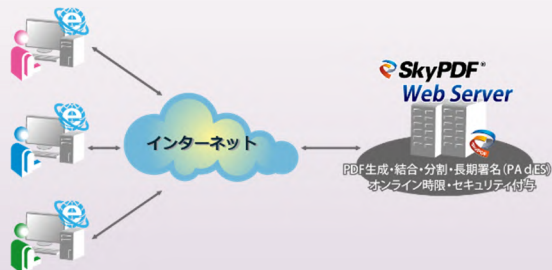 SkyPDF®
Web Server
インターネット
PDF生成・結合・分割・長期署名(PAdES)
オンライン時限・セキュリティ付与